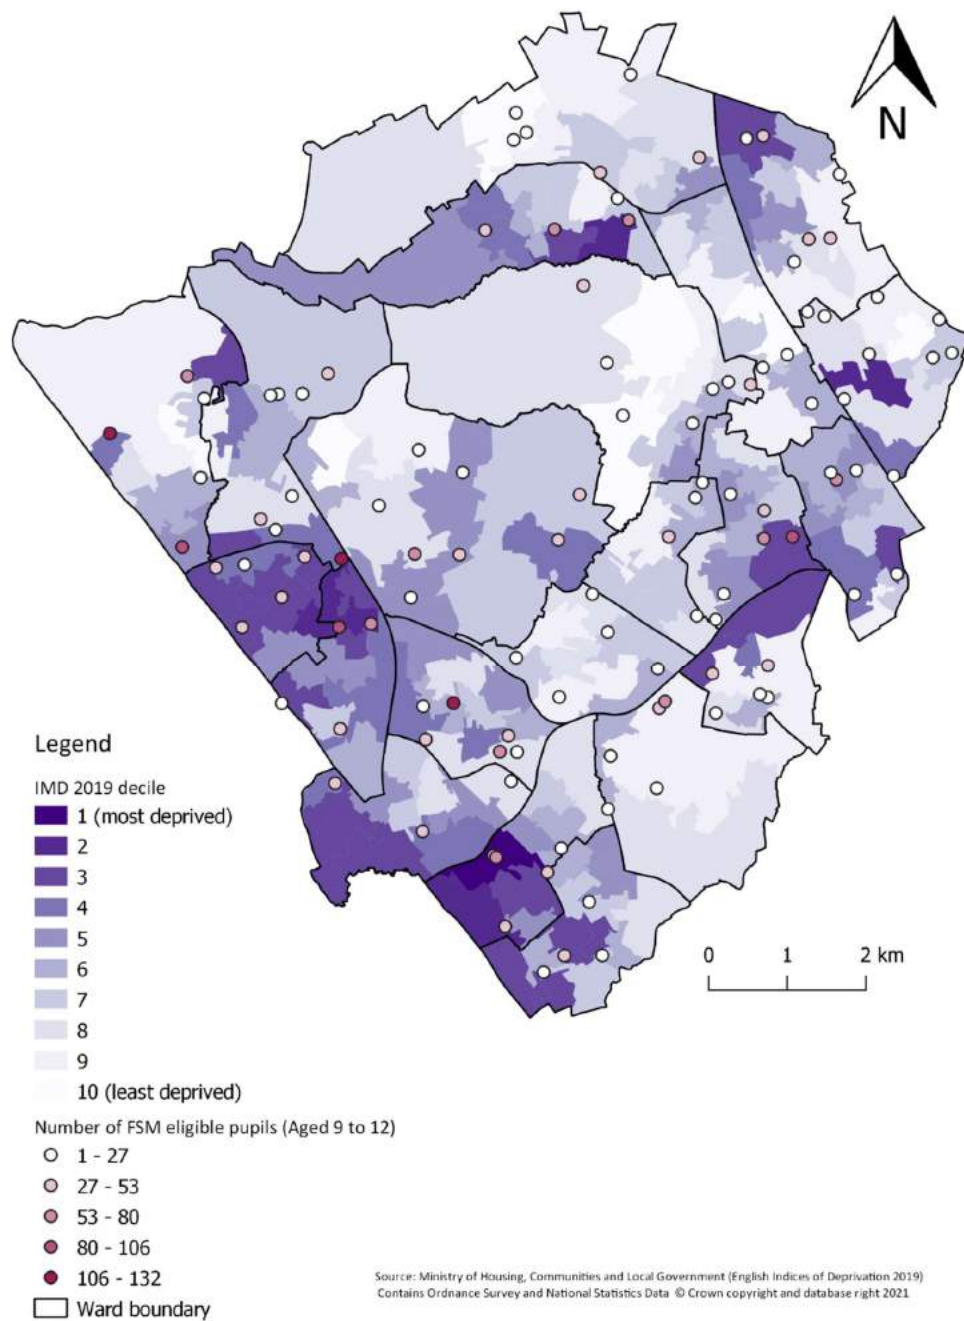 N
Legend
IMD 2019 decile
1 (most deprived)
2
3
4
5
6
7
8
9
10 (least deprived)
0 1 2 km
Number of FSM eligible pupils (Aged 9 to 12)
1 - 27
27 - 53
53 - 80
80 - 106
106 - 132
Ward boundary
Source: Ministry of Housing, Communities and Local Government (English Indices of Deprivation 2019)
Contains Ordnance Survey and National Statistics Data © Crown copyright and database right 2021